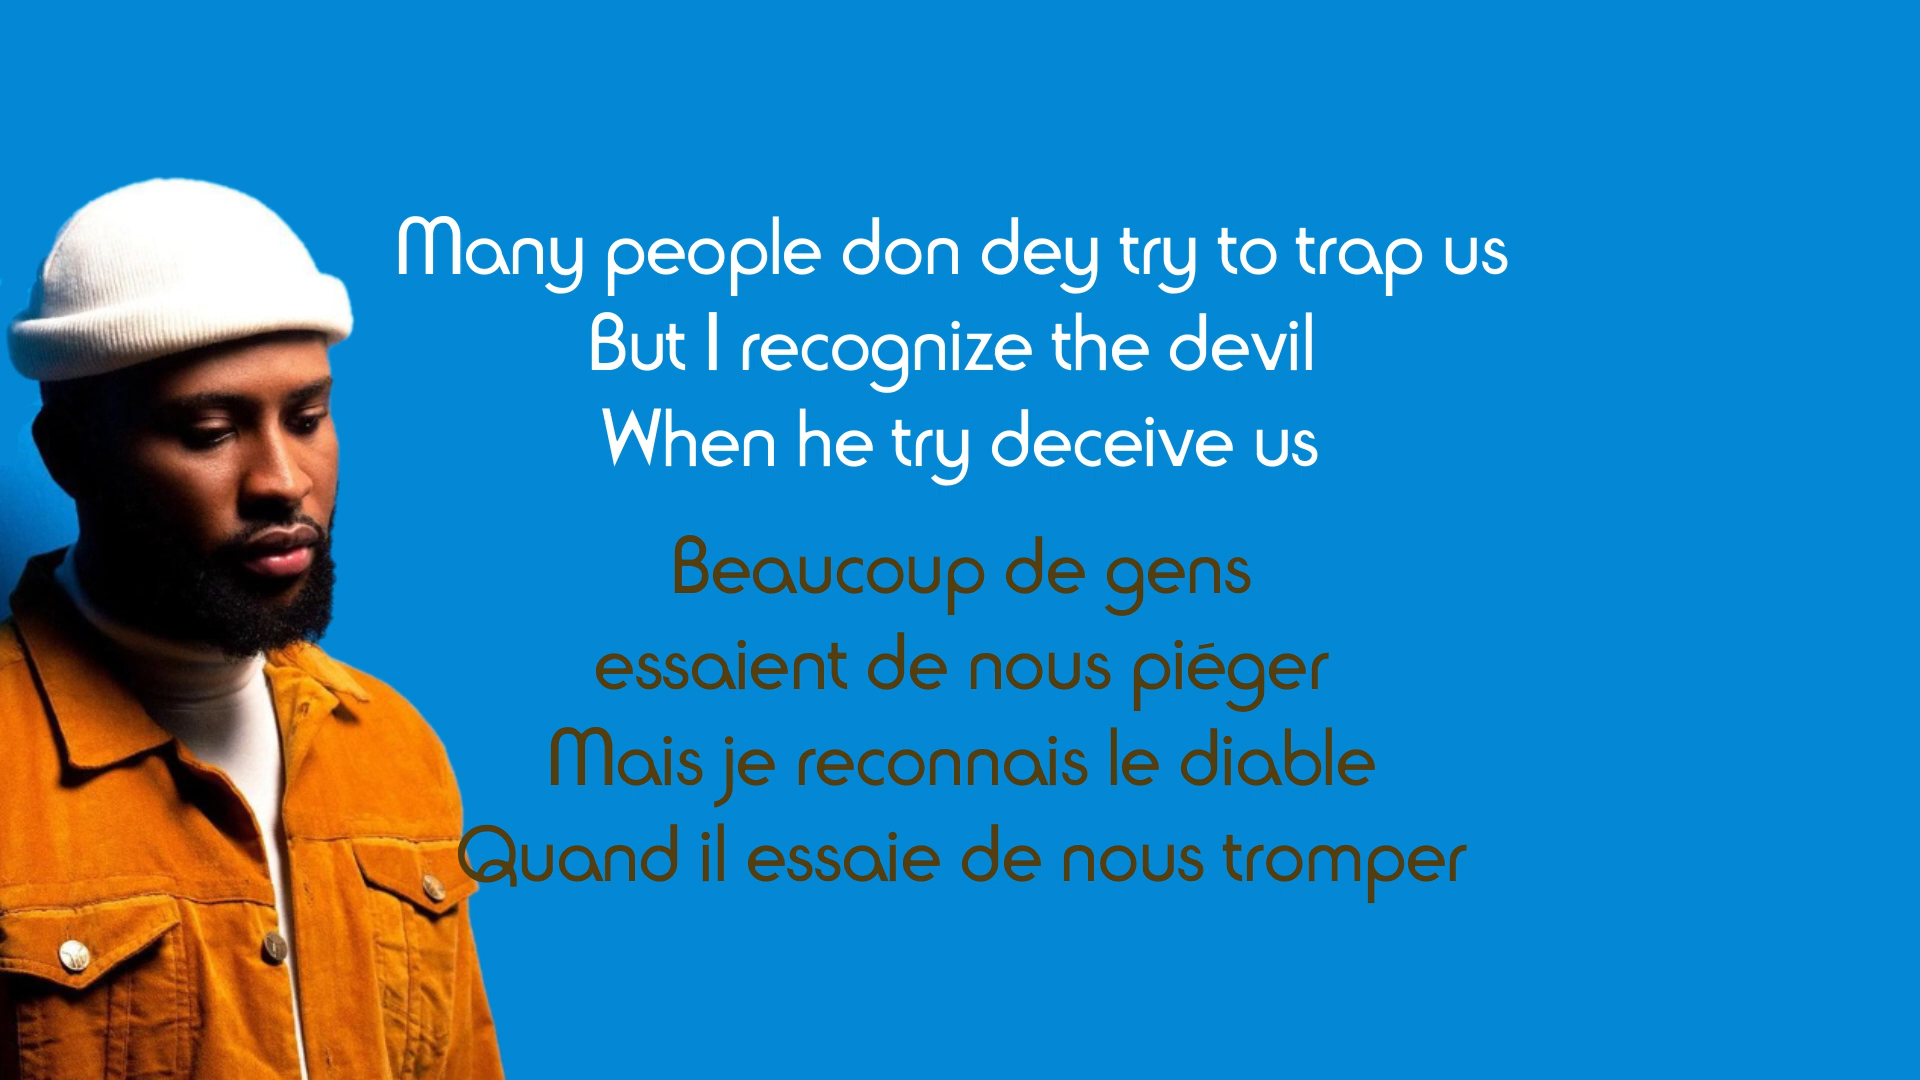 Many people don dey try to trap us
But I recognize the devil
When he try deceive us
Beaucoup de gens
essaient de nous piéger
Mais je reconnais le diable
Quand il essaie de nous tromper